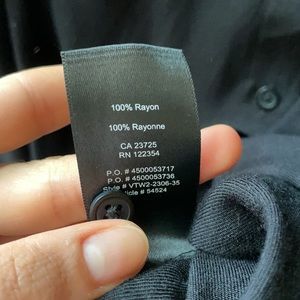 100% Rayon
100% Rayonne
CA 23725
RN 122354
P.O. # 4500053717
P.O. # 4500053736
Style # VTW2-2306-35
# 54524